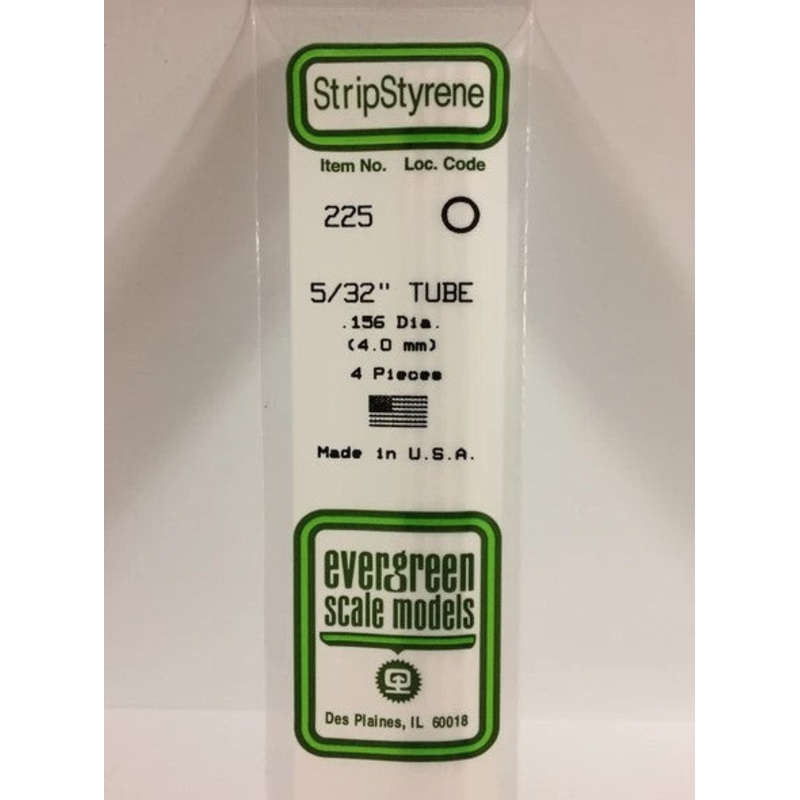 StripStyrene
Item No. Loc. Code
225
5/32" TUBE
.156 Dia.
(4.0 mm)
4 Pieces
Made in U.S.A.
evergreen
scale models
Des Plaines, IL 60018